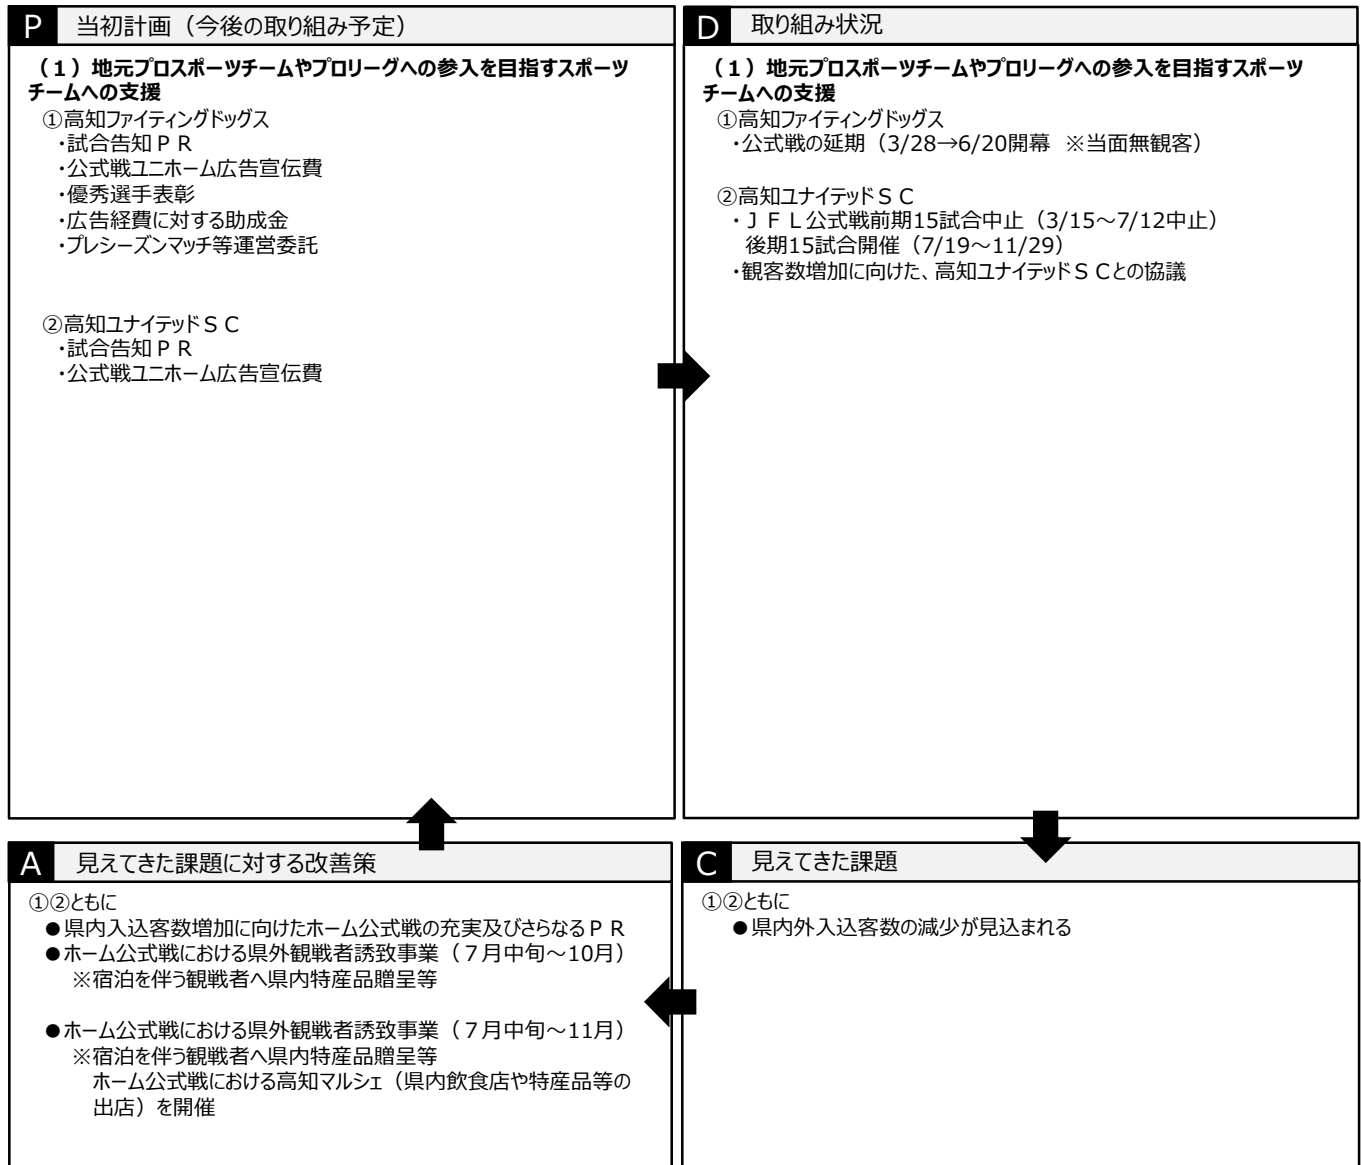 P 当初計画（今後の取り組み予定）
（１）地元プロスポーツチームやプロリーグへの参入を目指すスポーツ
チームへの支援
①高知ファイティングドッグス
・試合告知ＰＲ
・公式戦ユニホーム広告宣伝費
・優秀選手表彰
・広告経費に対する助成金
・プレシーズンマッチ等運営委託
②高知ユナイテッドＳＣ
・試合告知ＰＲ
・公式戦ユニホーム広告宣伝費
D 取り組み状況
（１）地元プロスポーツチームやプロリーグへの参入を目指すスポーツ
チームへの支援
①高知ファイティングドッグス
・公式戦の延期（3/28→6/20開幕　※当面無観客）
②高知ユナイテッドＳＣ
・ＪＦＬ公式戦前期15試合中止（3/15～7/12中止）
後期15試合開催（7/19～11/29）
・観客数増加に向けた、高知ユナイテッドＳＣとの協議
A 見えてきた課題に対する改善策
①②ともに
●県内入込客数増加に向けたホーム公式戦の充実及びさらなるＰＲ
●ホーム公式戦における県外観戦者誘致事業（７月中旬～10月）
※宿泊を伴う観戦者へ県内特産品贈呈等
●ホーム公式戦における県外観戦者誘致事業（７月中旬～11月）
※宿泊を伴う観戦者へ県内特産品贈呈等
ホーム公式戦における高知マルシェ（県内飲食店や特産品等の
出店）を開催
C 見えてきた課題
①②ともに
●県内外入込客数の減少が見込まれる